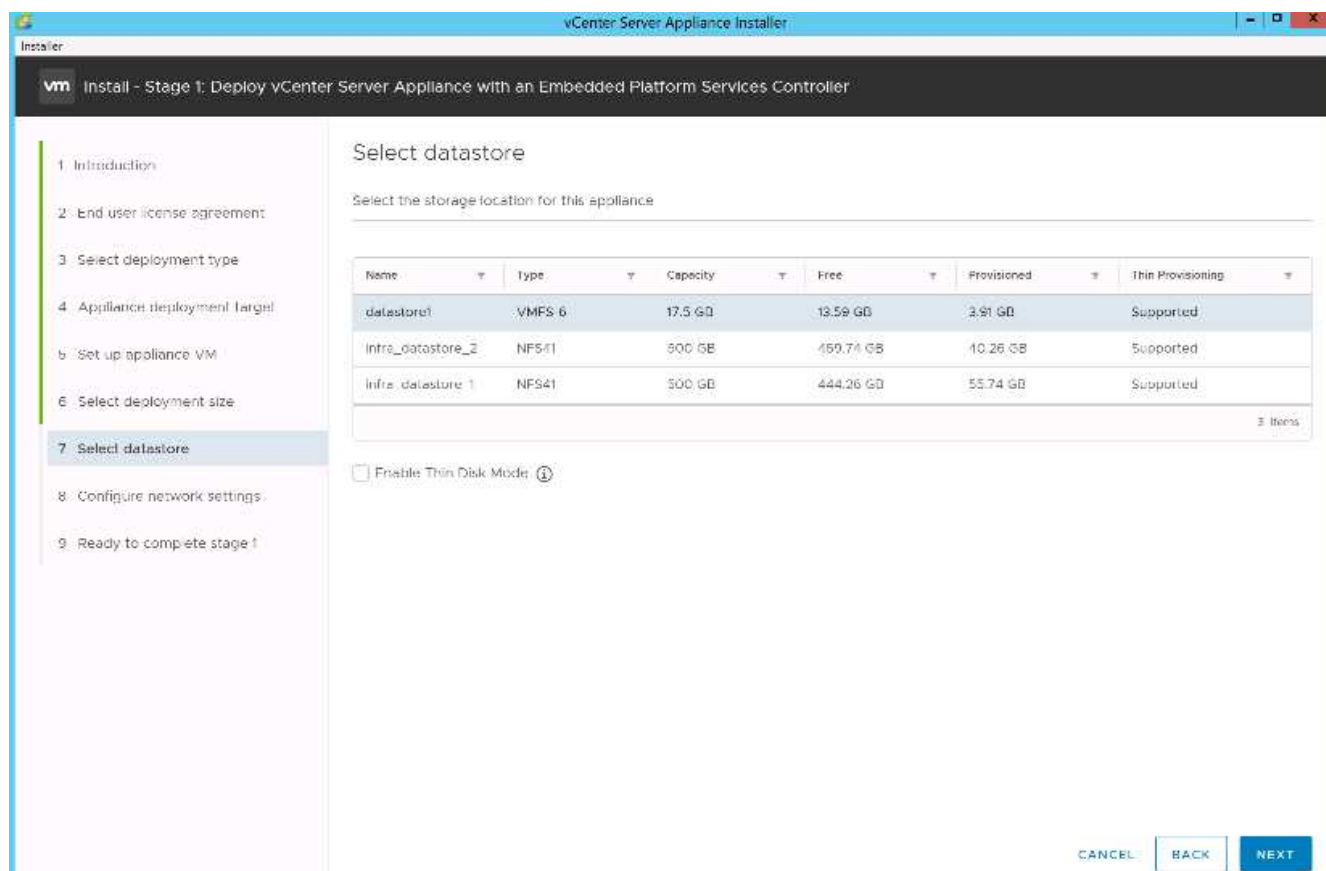 vCenter Server Appliance Installer
Installer
vm Install - Stage 1: Deploy vCenter Server Appliance with an Embedded Platform Services Controller
1 Introduction
2 End user license agreement
3 Select deployment type
4 Appliance deployment target
5 Set up appliance VM
6 Select deployment size
7 Select datastore
8 Configure network settings
9 Ready to complete stage 1
Select datastore
Select the storage location for this appliance
Name Type Capacity Free Provisioned Thin Provisioning
datastore1 VMFS-6 17.5 GB 13.59 GB 3.91 GB Supported
infra_datastore_2 NFS41 500 GB 459.74 GB 40.26 GB Supported
infra_datastore_1 NFS41 500 GB 444.26 GB 55.74 GB Supported
3 items
Enable Thin Disk Mode
CANCEL BACK NEXT